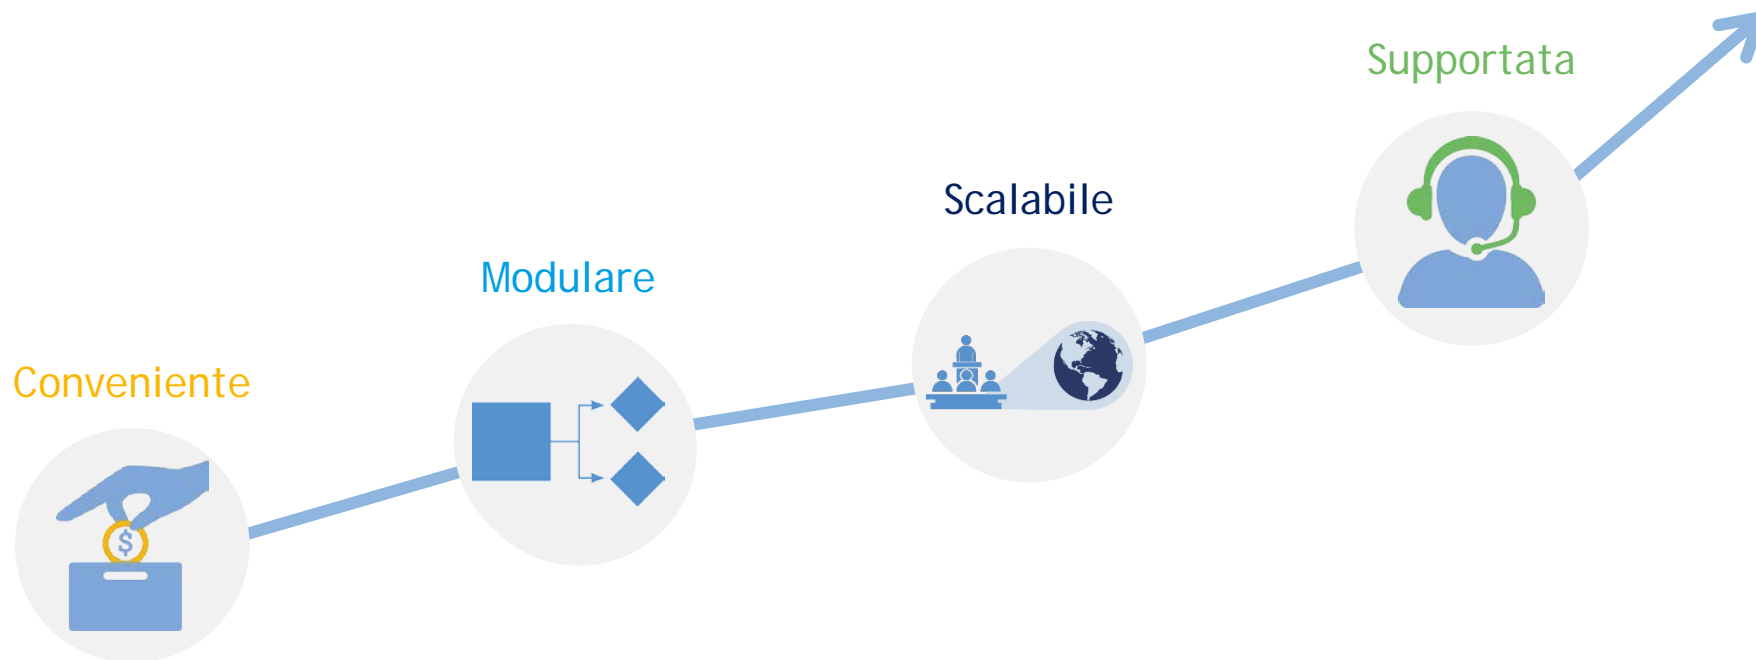 Conveniente
Modulare
Scalabile
Supportata
$